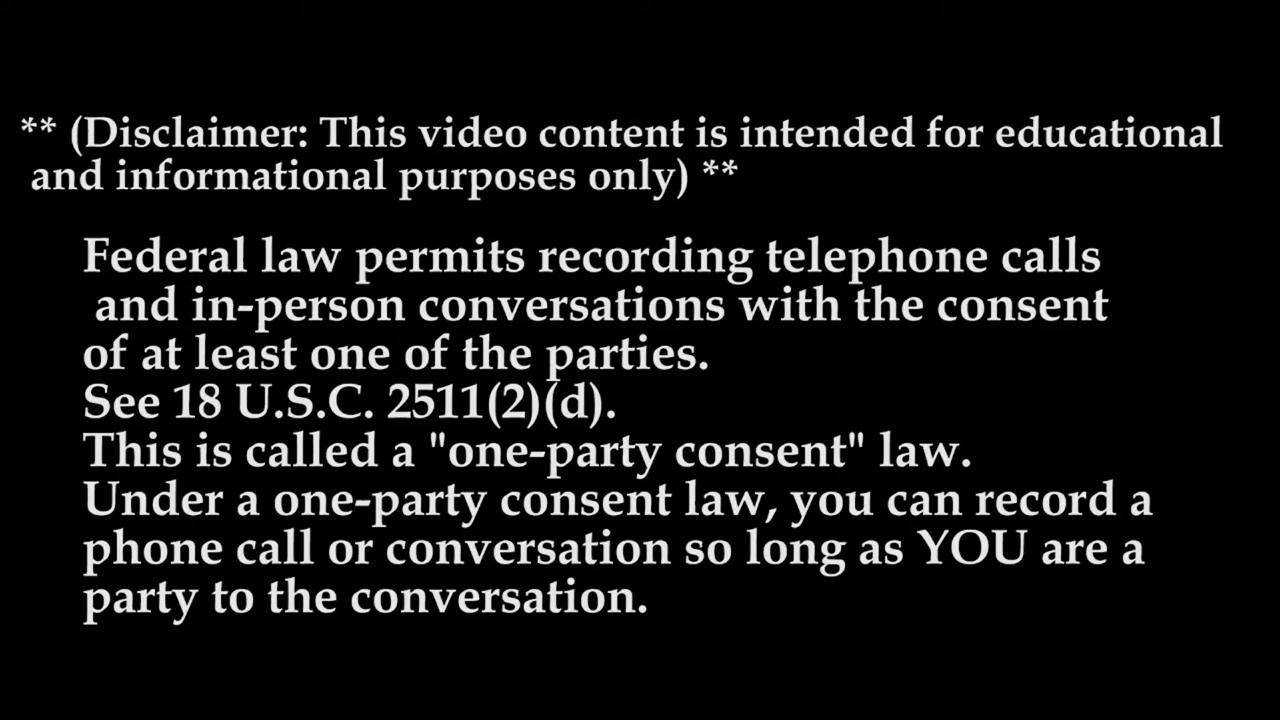 ** (Disclaimer: This video content is intended for educational
and informational purposes only) **
Federal law permits recording telephone calls
and in-person conversations with the consent
of at least one of the parties.
See 18 U.S.C. 2511(2)(d).
This is called a "one-party consent" law.
Under a one-party consent law, you can record a
phone call or conversation so long as YOU are a
party to the conversation.